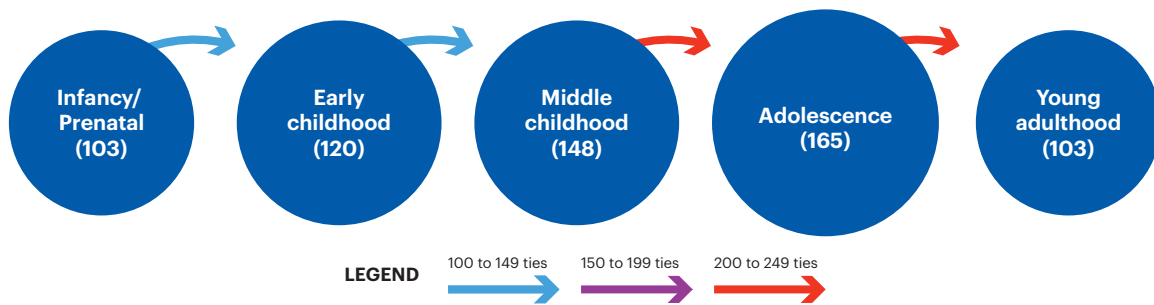 Infancy/
Prenatal
(103)
Early
childhood
(120)
Middle
childhood
(148)
Adolescence
(165)
Young
adulthood
(103)
LEGEND
100 to 149 ties
150 to 199 ties
200 to 249 ties